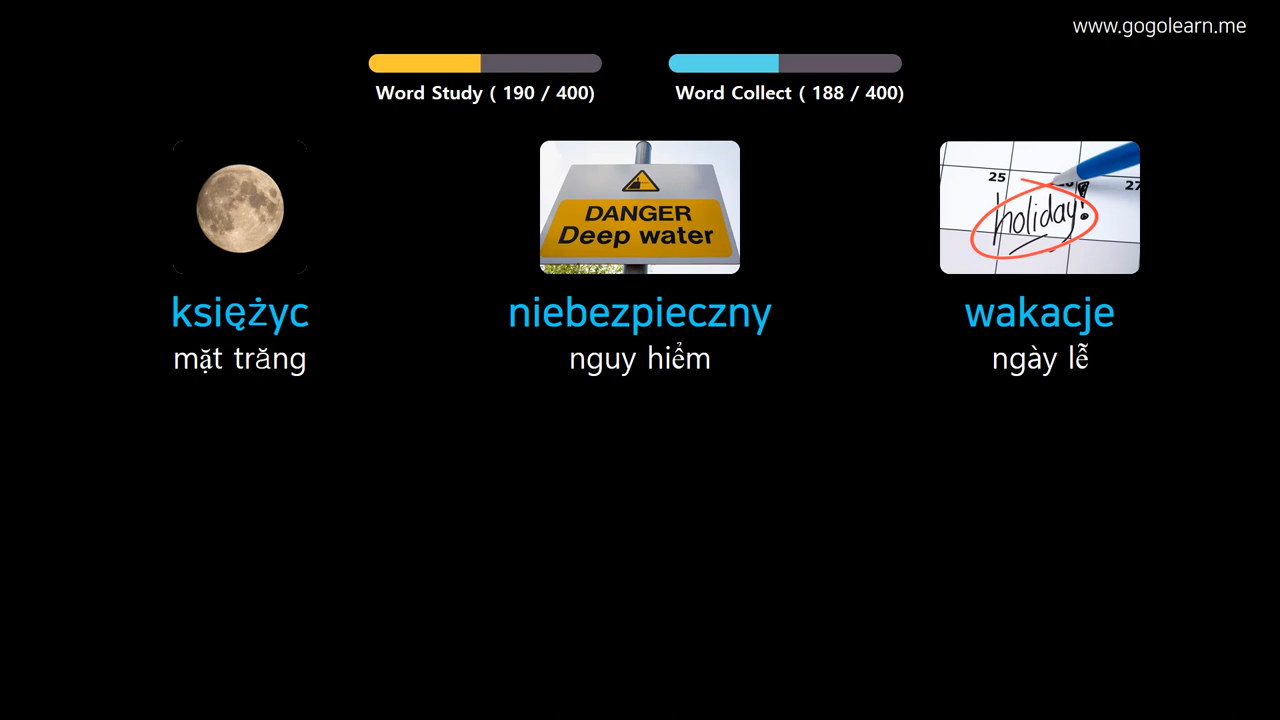 www.gogolearn.me
Word Study ( 190 / 400)
Word Collect ( 188 / 400)
DANGER
Deep water
25
27
holiday!
księżyc
niebezpieczny
wakacje
mặt trăng
nguy hiểm
ngày lễ